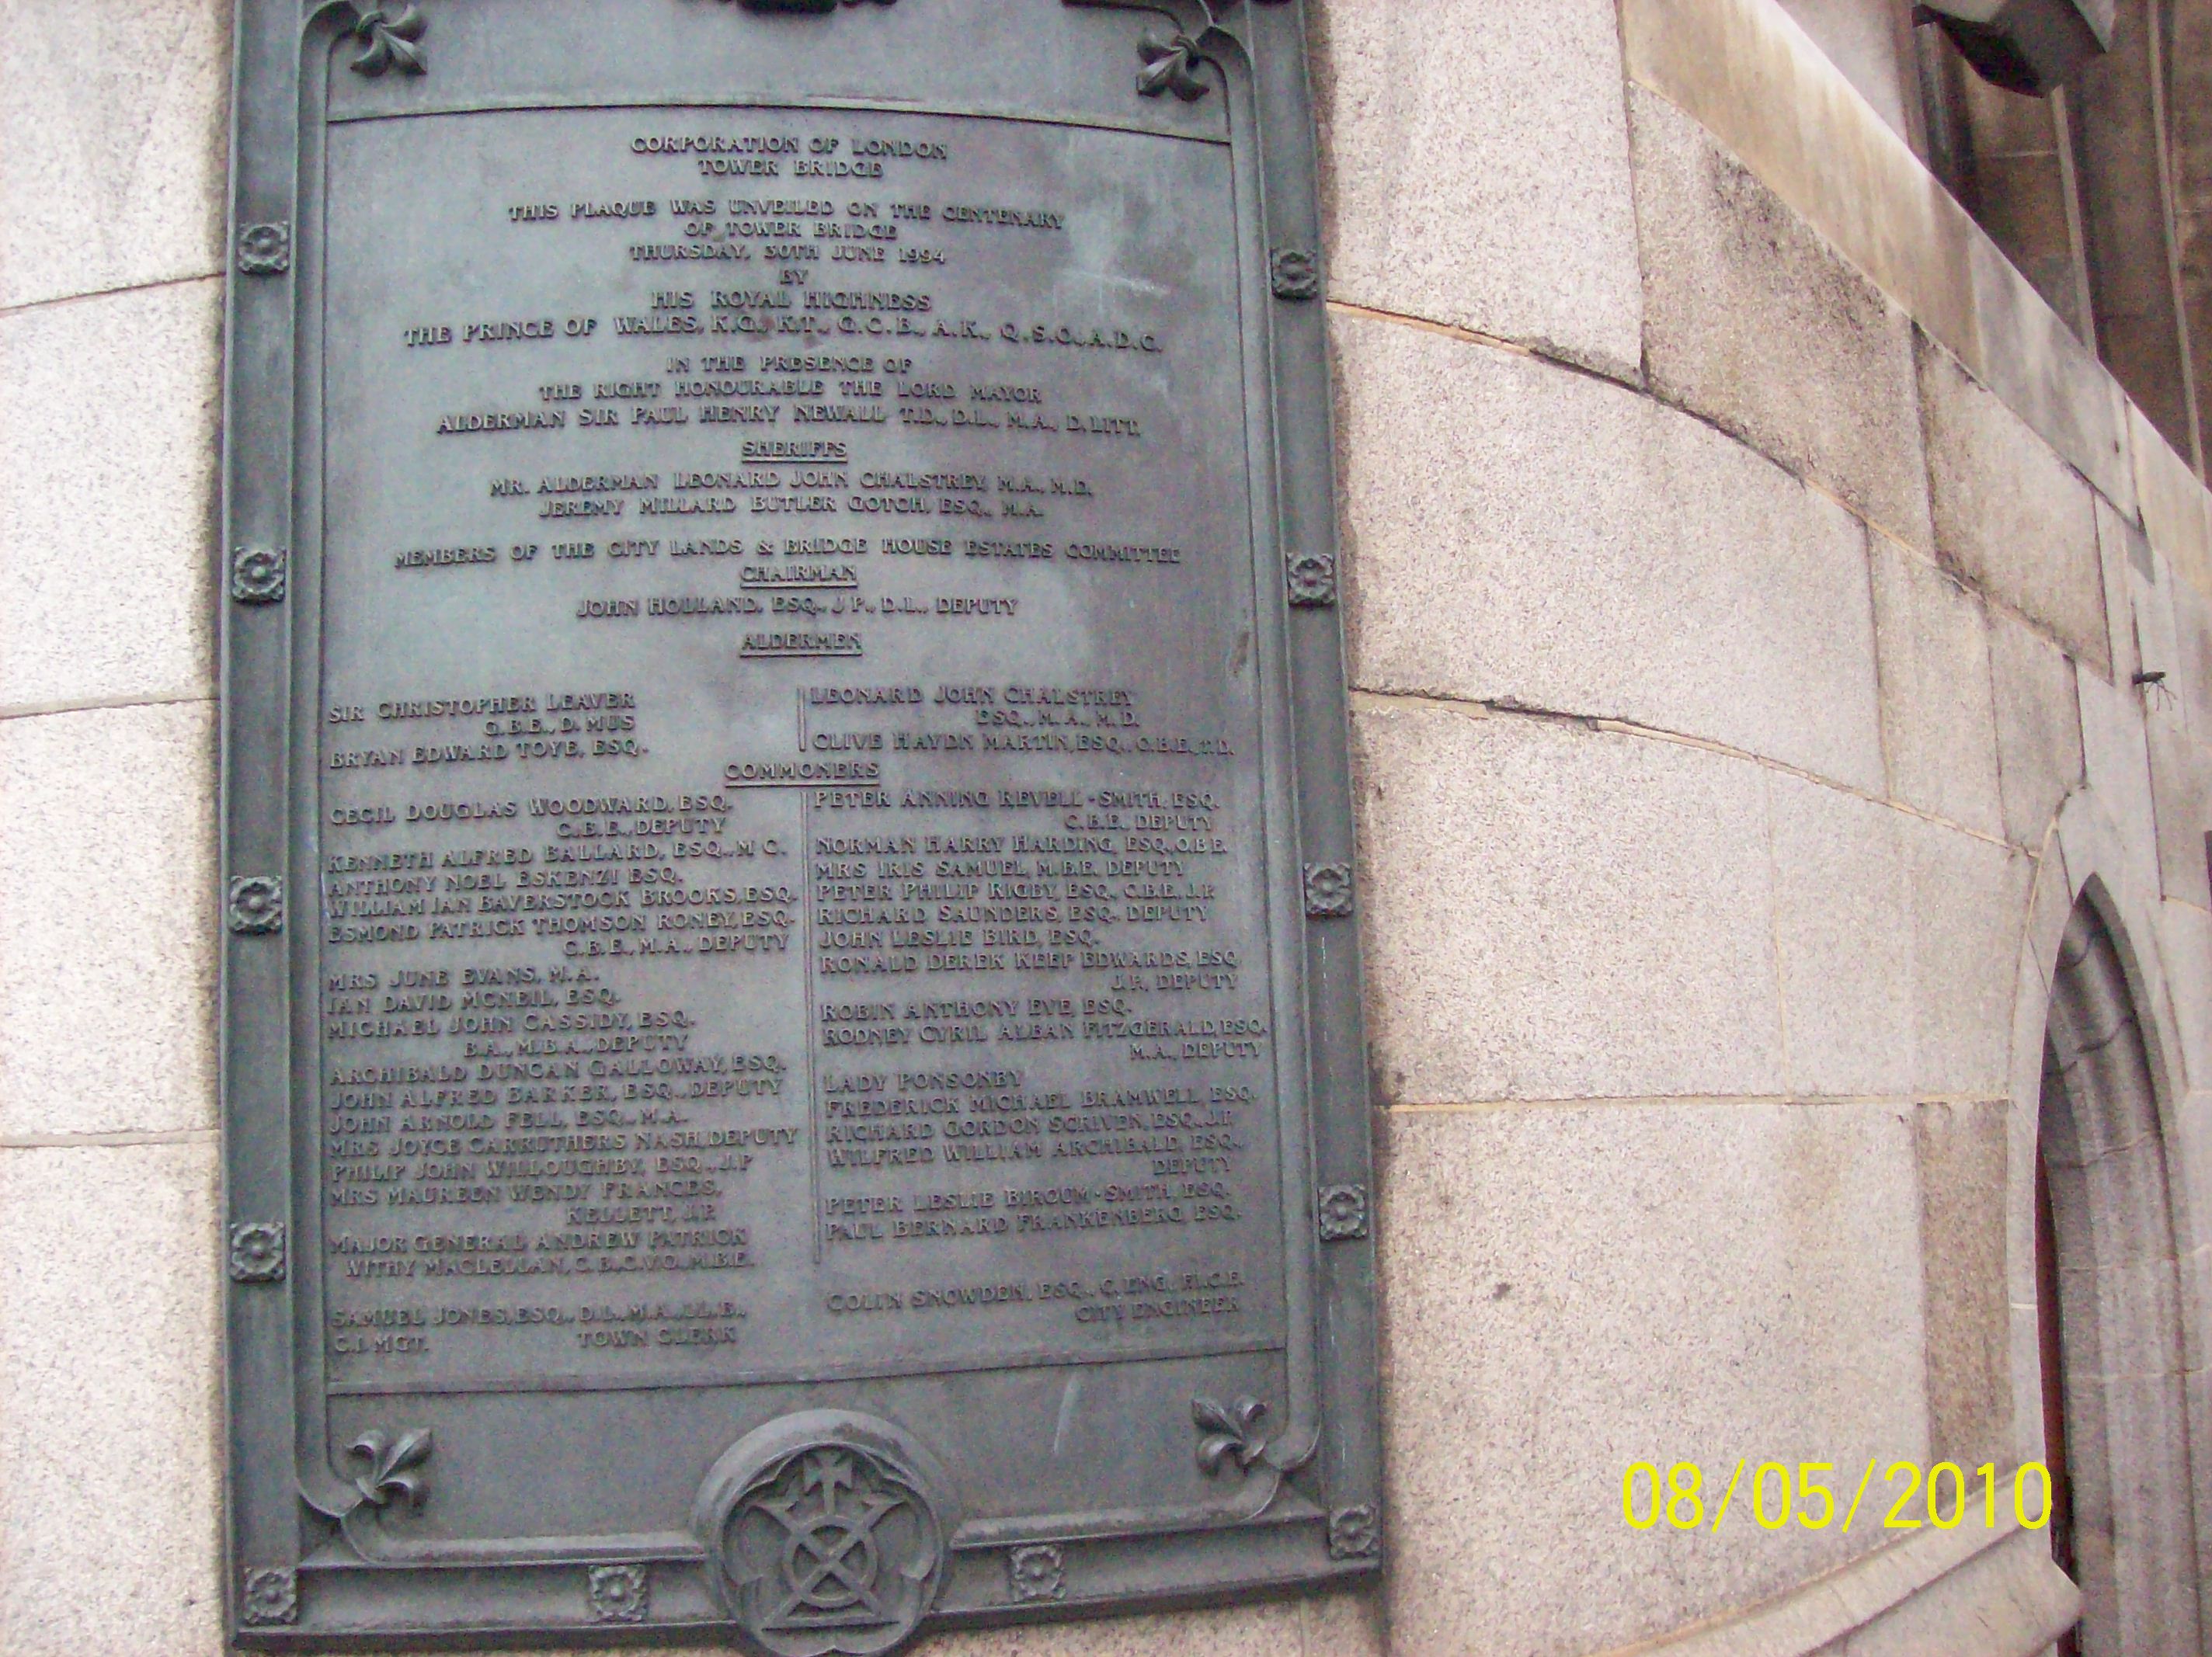 CORPORATION OF LONDON
TOWER BRIDGE
THIS PLAQUE WAS UNVEILED ON THE CENTENARY
OF TOWER BRIDGE
THURSDAY, 30TH JUNE 1994
BY
HIS ROYAL HIGHNESS
THE PRINCE OF WALES, K.G., K.T., G.C.B., A.K., Q.S.O., A.D.C.
IN THE PRESENCE OF
THE RIGHT HONOURABLE THE LORD MAYOR
ALDERMAN SIR PAUL HENRY NEWALL T.D., D.L., M.A., D.LITT.
SHERIFFS
MR. ALDERMAN LEONARD JOHN CHALSTREY, M.A., M.D.
JEREMY MILLARD BUTLER GOTCH, ESQ., M.A.
MEMBERS OF THE CITY LANDS & BRIDGE HOUSE ESTATES COMMITTEE
CHAIRMAN
JOHN HOLLAND, ESQ., J P., D.L., DEPUTY
ALDERMEN
SIR CHRISTOPHER LEAVER
G.B.E., D. MUS
BRYAN EDWARD TOYE, ESQ.
LEONARD JOHN CHALSTREY
ESQ., M.A., M.D.
CLIVE HAYDN MARTIN, ESQ., O.B.E., T.D.
COMMONERS
CECIL DOUGLAS WOODWARD, ESQ.
C.B.E., DEPUTY
KENNETH ALFRED BALLARD, ESQ., M C.
ANTHONY NOEL ESKENZI ESQ.
WILLIAM IAN BAVERSTOCK BROOKS, ESQ.
ESMOND PATRICK THOMSON RONEY, ESQ.
C.B.E., M.A., DEPUTY
MRS JUNE EVANS, M.A.
IAN DAVID MCNEIL, ESQ.
MICHAEL JOHN CASSIDY, ESQ.
B.A., M.B.A., DEPUTY
ARCHIBALD DUNCAN GALLOWAY, ESQ.
JOHN ALFRED BARKER, ESQ., DEPUTY
JOHN ARNOLD FELL, ESQ., M.A.
MRS JOYCE CARRUTHERS NASH, DEPUTY
PHILIP JOHN WILLOUGHBY, ESQ., J.P
MRS MAUREEN WENDY FRANCES,
KELLETT, J.P.
MAJOR GENERAL ANDREW PATRICK
WITHY MACLELLAN, C.B., C.V.O., M.B.E.
PETER ANNING REVELL-SMITH, ESQ.
C.B.E., DEPUTY
NORMAN HARRY HARDING, ESQ., O.B.E.
MRS IRIS SAMUEL, M.B.E. DEPUTY
PETER PHILIP RIGBY, ESQ., C.B.E., J.P.
RICHARD SAUNDERS, ESQ., DEPUTY
JOHN LESLIE BIRD, ESQ.
RONALD DEREK KEEP EDWARDS, ESQ.
J.P., DEPUTY
ROBIN ANTHONY EVE, ESQ.
RODNEY CYRIL ALBAN FITZGERALD, ESQ.
M.A., DEPUTY
LADY PONSONBY
FREDERICK MICHAEL BRAMWELL, ESQ.
RICHARD GORDON SCRIVEN, ESQ., J.P.
WILFRED WILLIAM ARCHIBALD, ESQ.,
DEPUTY
PETER LESLIE BIRCUM-SMITH, ESQ.
PAUL BERNARD FRANKENBERG, ESQ.
SAMUEL JONES, ESQ., D.L., M.A., LL.B.,
C.I. MGT. TOWN CLERK
COLIN SNOWDEN, ESQ., C. ENG., F.I.C.E.
CITY ENGINEER
08/05/2010